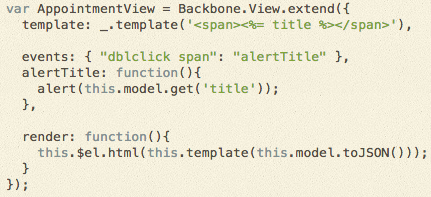 var AppointmentView = Backbone.View.extend({
  template: _.template('<span><%= title %></span>'),

  events: { "dblclick span": "alertTitle" },
  alertTitle: function(){
    alert(this.model.get('title'));
  },

  render: function(){
    this.$el.html(this.template(this.model.toJSON()));
  }
});